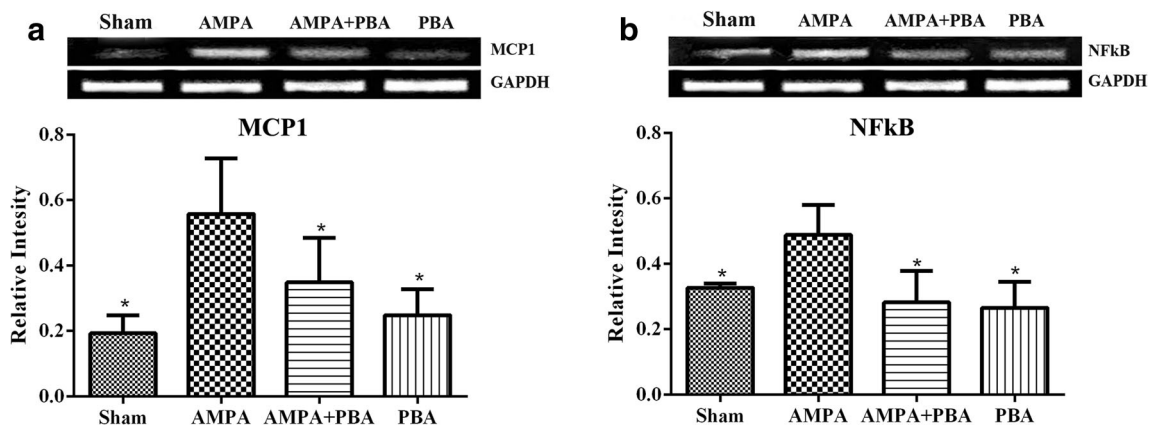 a
Sham AMPA AMPA+PBA PBA
MCP1
GAPDH
MCP1
Relative Intesity
0.8
0.6
0.4
0.2
0.0
*
*
*
Sham AMPA AMPA+PBA PBA
b
Sham AMPA AMPA+PBA PBA
NFkB
GAPDH
NFkB
Relative Intesity
0.8
0.6
0.4
0.2
0.0
*
*
*
Sham AMPA AMPA+PBA PBA